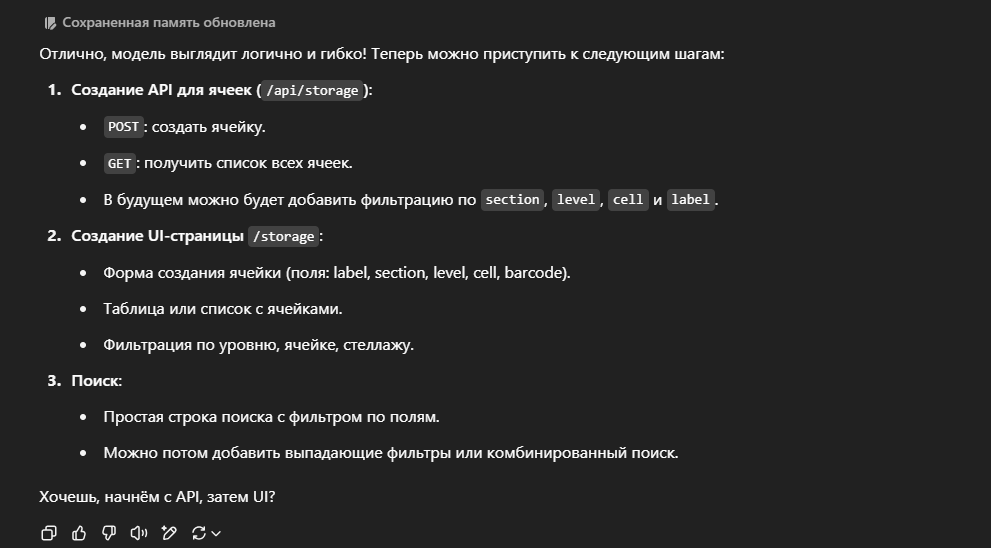 Сохраненная память обновлена
Отлично, модель выглядит логично и гибко! Теперь можно приступить к следующим шагам:
1. Создание API для ячеек ( /api/storage ):
• POST : создать ячейку.
• GET : получить список всех ячеек.
• В будущем можно будет добавить фильтрацию по section , level , cell и label .
2. Создание UI-страницы /storage :
• Форма создания ячейки (поля: label, section, level, cell, barcode).
• Таблица или список с ячейками.
• Фильтрация по уровню, ячейке, стеллажу.
3. Поиск:
• Простая строка поиска с фильтром по полям.
• Можно потом добавить выпадающие фильтры или комбинированный поиск.
Хочешь, начнём с API, затем UI?